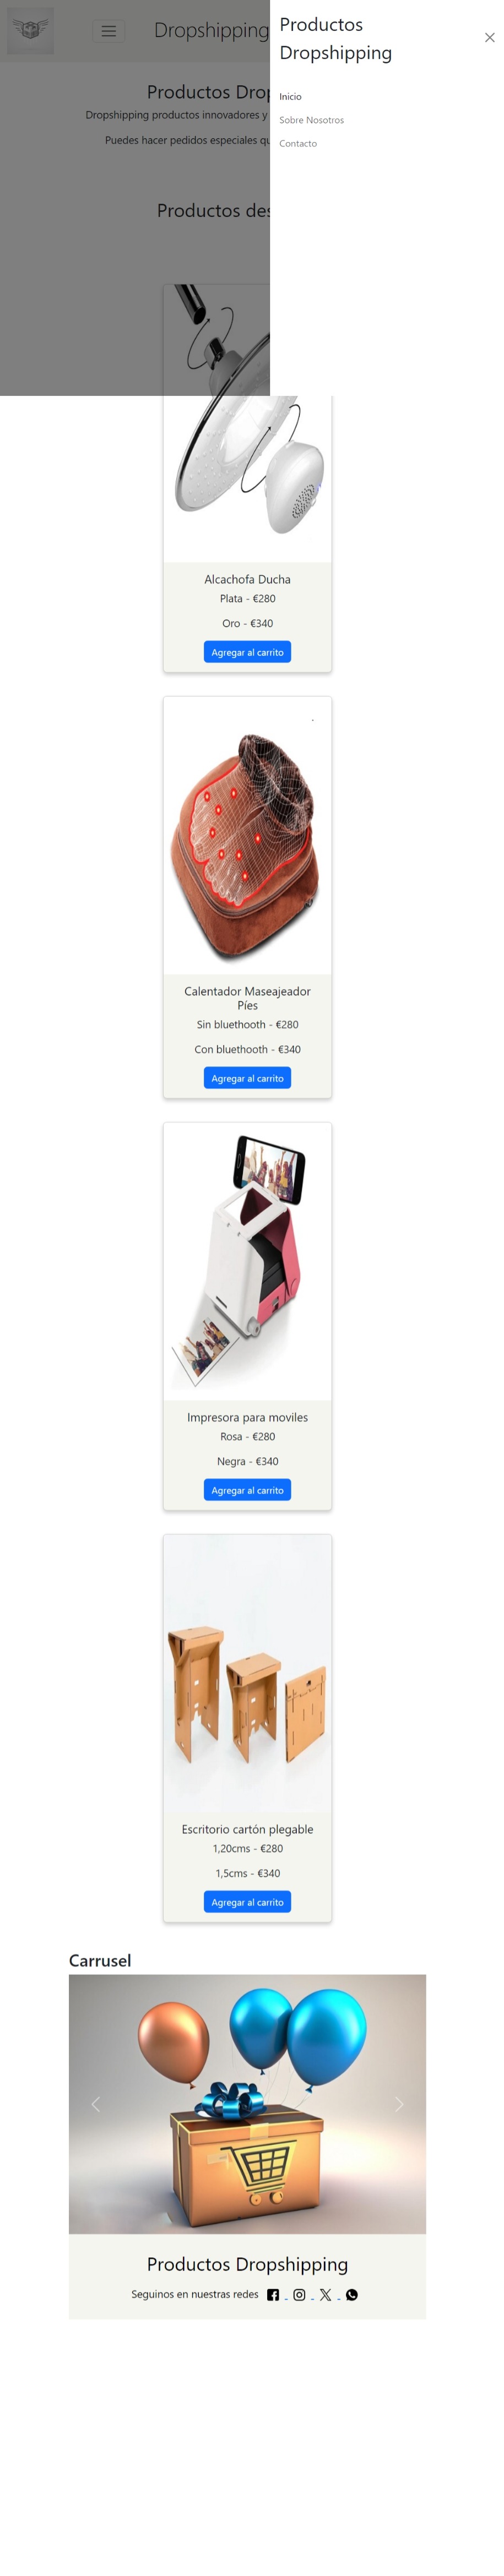 Dropshipping
Productos
Dropshipping
Inicio
Sobre Nosotros
Contacto
Productos Drop
Dropshipping productos innovadores y
Puedes hacer pedidos especiales qu
Productos des
Alcachofa Ducha
Plata - €280
Oro - €340
Agregar al carrito
Calentador Maseajeador
Píes
Sin bluethooth - €280
Con bluethooth - €340
Agregar al carrito
Impresora para moviles
Rosa - €280
Negra - €340
Agregar al carrito
Escritorio cartón plegable
1,20cms - €280
1,5cms - €340
Agregar al carrito
Carrusel
Productos Dropshipping
Seguinos en nuestras redes